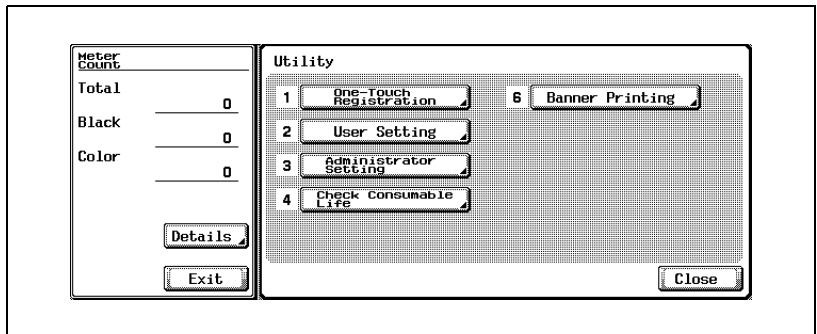 Meter
Count
Total
0
Black
0
Color
0
Details
Exit
Utility
1 One-Touch
Registration
2 User Setting
3 Administrator
Setting
4 Check Consumable
Life
6 Banner Printing
Close